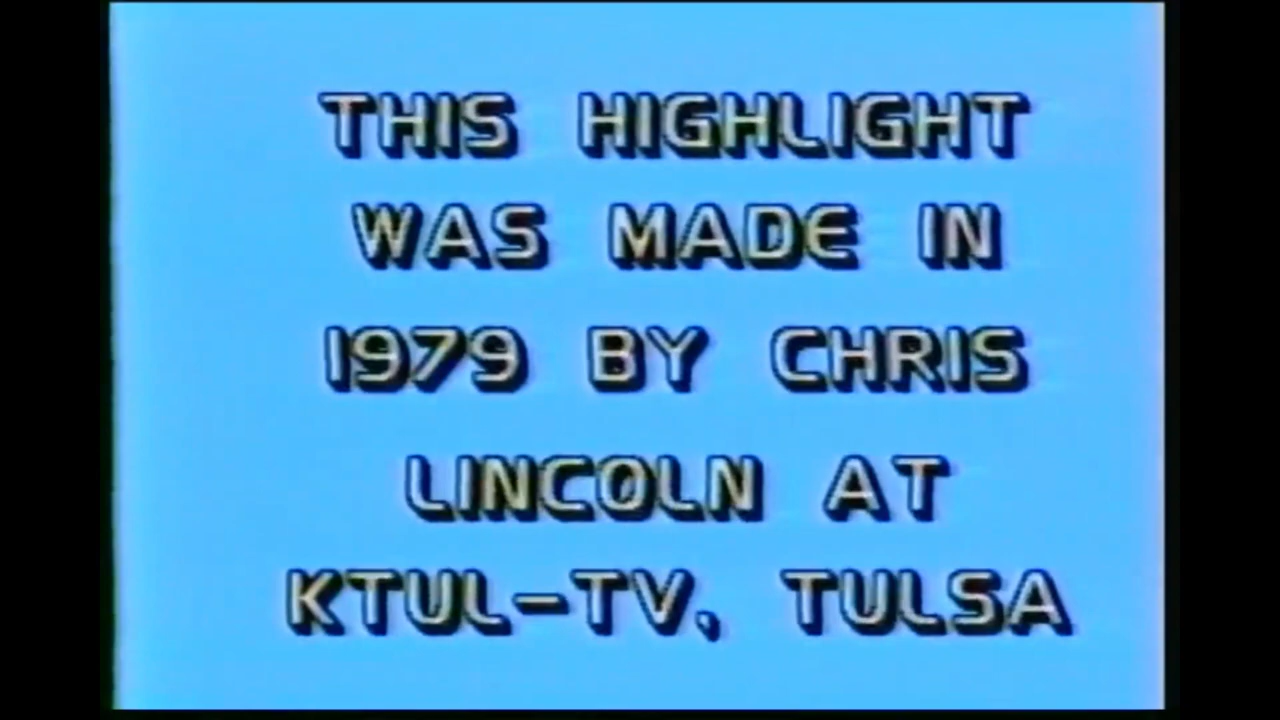 THIS HIGHLIGHT
WAS MADE IN
1979 BY CHRIS
LINCOLN AT
KTUL-TV, TULSA